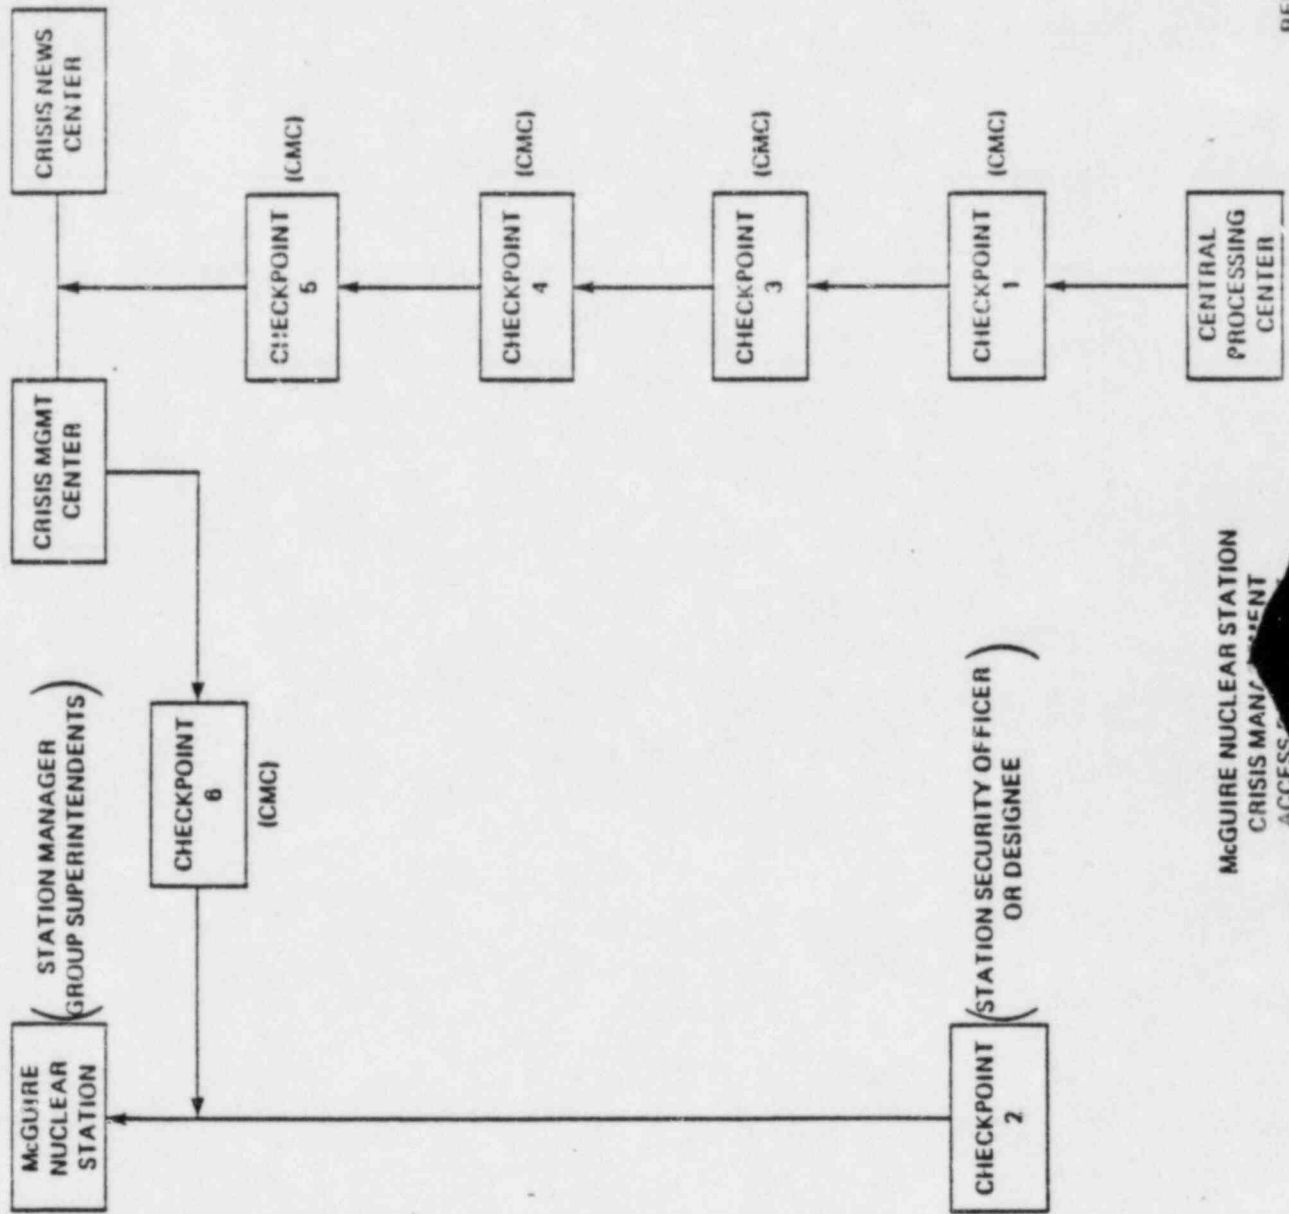 McGUIRE
NUCLEAR
STATION
(STATION MANAGER
GROUP SUPERINTENDENTS)
CRISIS MGMT
CENTER
CRISIS NEWS
CENTER
CHECKPOINT
6
(CMC)
CHECKPOINT
5
(CMC)
CHECKPOINT
4
(CMC)
CHECKPOINT
3
(CMC)
CHECKPOINT
2
(STATION SECURITY OFFICER
OR DESIGNEE)
CHECKPOINT
1
(CMC)
CENTRAL
PROCESSING
CENTER
McGUIRE NUCLEAR STATION
CRISIS
ACCESS